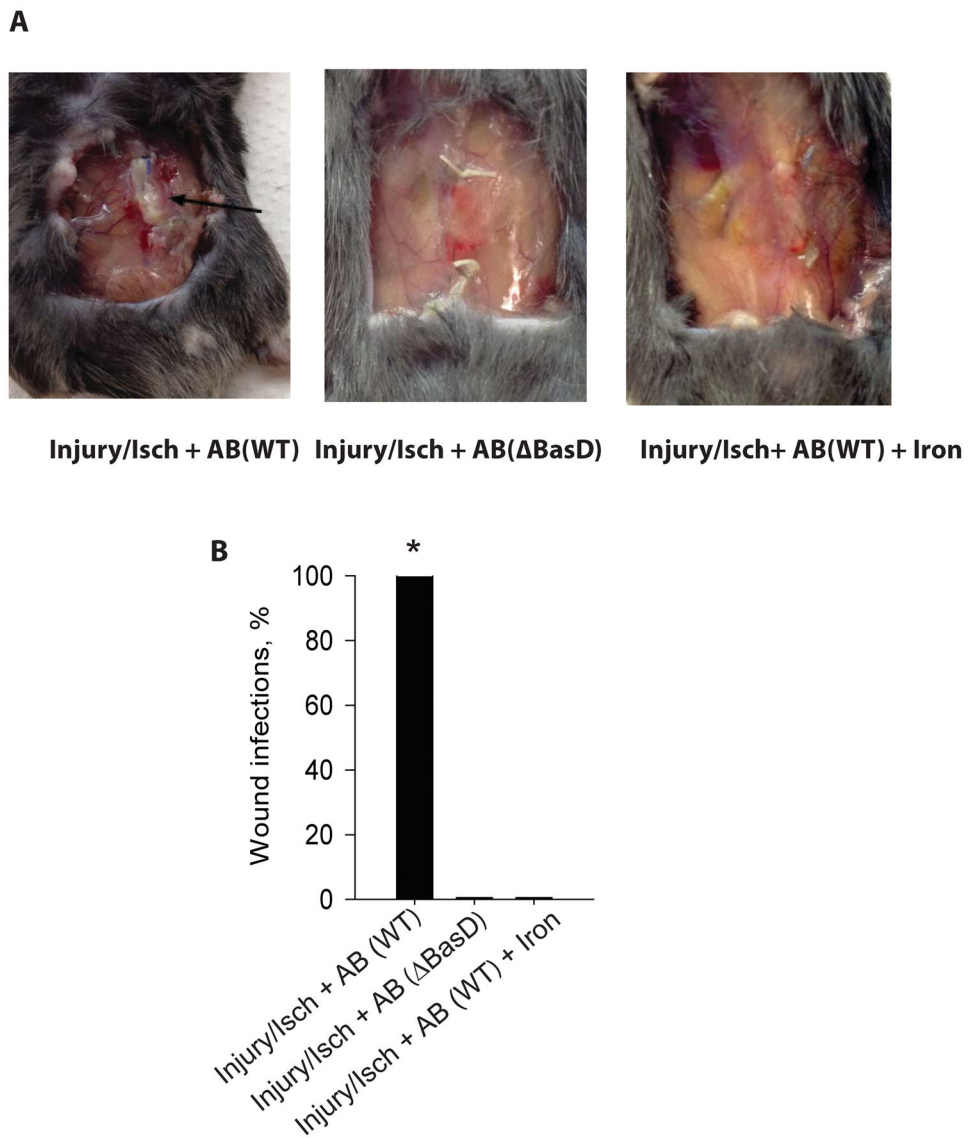 A
Injury/Isch + AB(WT)
Injury/Isch + AB(ΔBasD)
Injury/Isch+ AB(WT) + Iron
B
*
Wound infections, %
100
80
60
40
20
0
Injury/Isch + AB (WT)
Injury/Isch + AB (ΔBasD)
Injury/Isch + AB (WT) + Iron